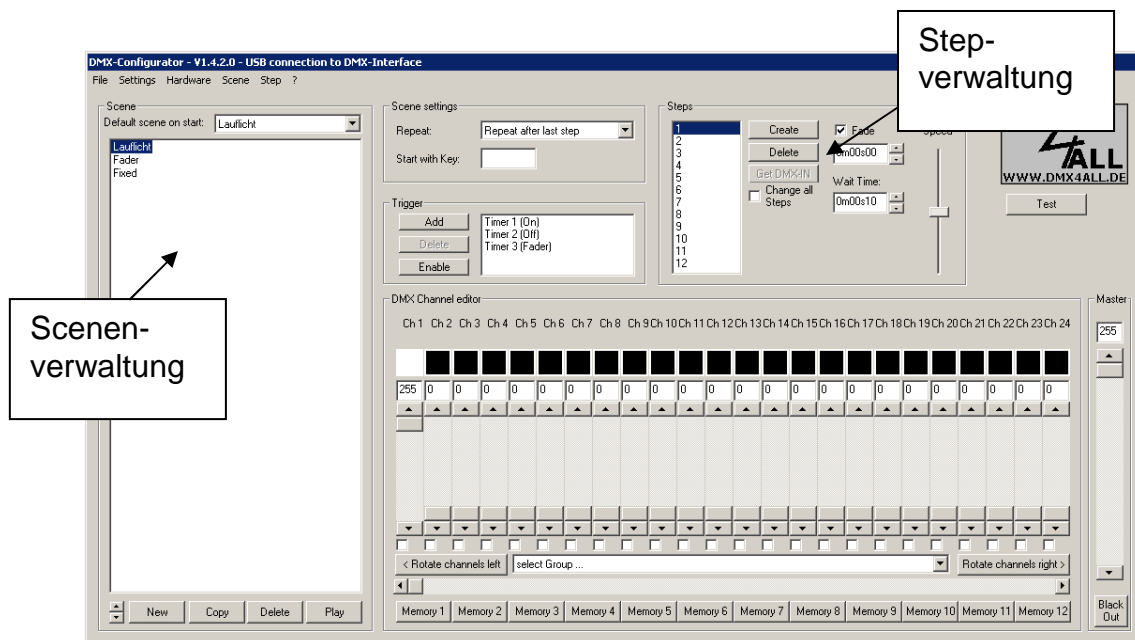 Step-
verwaltung
DMX-Configurator - V1.4.2.0 - USB connection to DMX-Interface
File Settings Hardware Scene Step ?
Scene
Default scene on start: Lauflicht
Lauflicht
Fader
Fixed
New Copy Delete Play
Scenen-
verwaltung
Scene settings
Repeat: Repeat after last step
Start with Key:
Trigger
Add
Delete
Enable
Timer 1 (On)
Timer 2 (Off)
Timer 3 (Fader)
Steps
1
2
3
4
5
6
7
8
9
10
11
12
Create
Delete
Get DMX-IN
Change all
Steps
Fade
0m00s00
Wait Time:
0m00s10
Speed
4
ALL
WWW.DMX4ALL.DE
Test
DMX Channel editor
Ch 1 Ch 2 Ch 3 Ch 4 Ch 5 Ch 6 Ch 7 Ch 8 Ch 9 Ch 10 Ch 11 Ch 12 Ch 13 Ch 14 Ch 15 Ch 16 Ch 17 Ch 18 Ch 19 Ch 20 Ch 21 Ch 22 Ch 23 Ch 24
255 0 0 0 0 0 0 0 0 0 0 0 0 0 0 0 0 0 0 0 0 0 0 0
< Rotate channels left select Group ... Rotate channels right >
Memory 1 Memory 2 Memory 3 Memory 4 Memory 5 Memory 6 Memory 7 Memory 8 Memory 9 Memory 10 Memory 11 Memory 12
Master
255
Black
Out